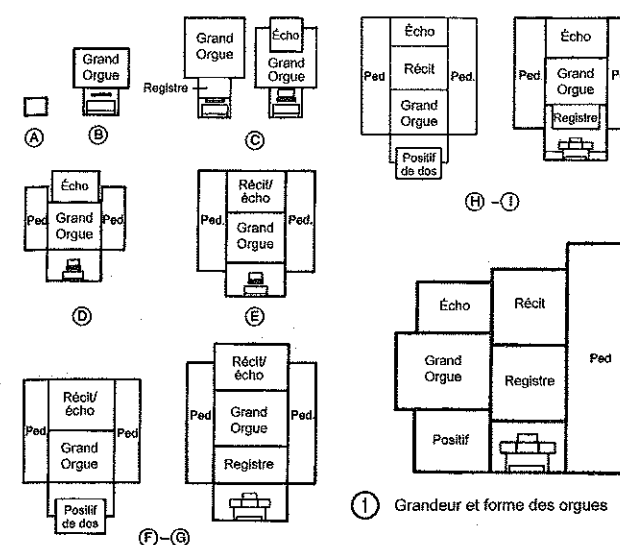 Ⓐ
Grand
Orgue
Ⓑ
Grand
Orgue
Registre
Écho
Grand
Orgue
Ⓒ
Ped.
Écho
Récit
Grand
Orgue
Ped.
Positif
de dos
Ped
Écho
Grand
Orgue
Registre
Ⓗ-Ⓘ
Ped
Écho
Grand
Orgue
Ped
Ⓓ
Ped.
Récit/
écho
Grand
Orgue
Ped.
Ⓔ
Ped
Récit/
écho
Grand
Orgue
Ped
Positif
de dos
Ped.
Récit/
écho
Grand
Orgue
Registre
Ped.
Ⓕ-Ⓖ
Écho
Récit
Grand
Orgue
Registre
Positif
Ped
① Grandeur et forme des orgues